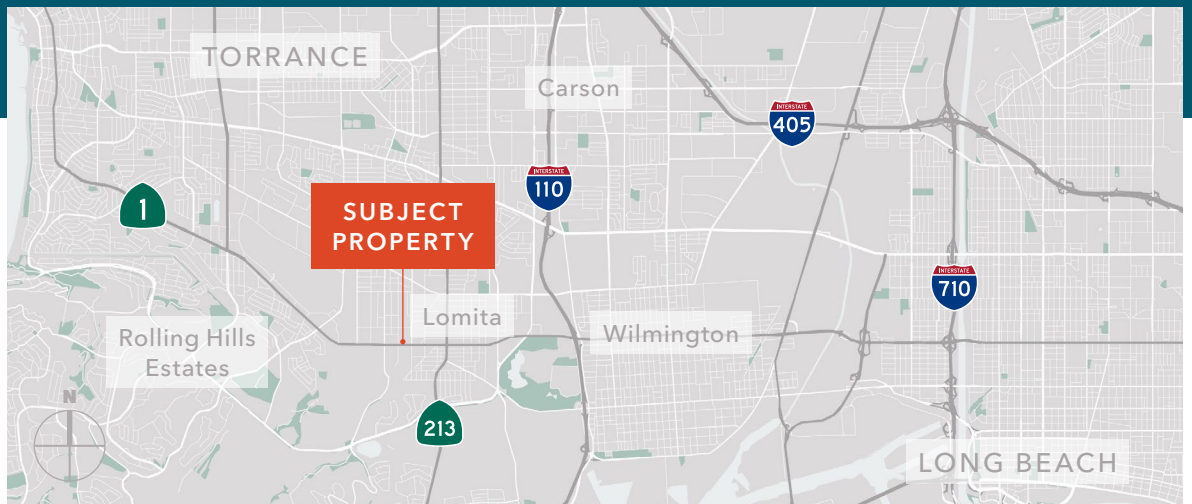 TORRANCE
Carson
INTERSTATE
405
INTERSTATE
110
1
SUBJECT
PROPERTY
INTERSTATE
710
Lomita
Wilmington
Rolling Hills
Estates
N
213
LONG BEACH